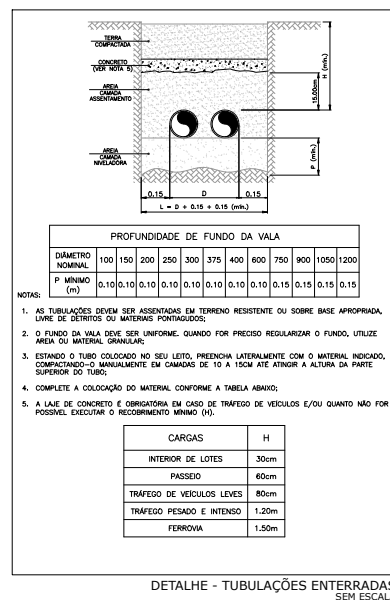 TERRA
COMPACTADA
CONCRETO
(VER NOTA 5)
AREIA
CAMADA
ASSENTAMENTO
AREIA
CAMADA
NIVELADORA
H (mín.)
15.00cm
P (mín.)
0.15 D 0.15
L = D + 0.15 + 0.15 (mín.)
PROFUNDIDADE DE FUNDO DA VALA
DIÂMETRO NOMINAL 100 150 200 250 300 375 400 600 750 900 1050 1200
P MÍNIMO (m) 0.10 0.10 0.10 0.10 0.10 0.10 0.10 0.10 0.15 0.15 0.15 0.15
NOTAS:
1. AS TUBULAÇÕES DEVEM SER ASSENTADAS EM TERRENO RESISTENTE OU SOBRE BASE APROPRIADA,
LIVRE DE DETRITOS OU MATERIAIS PONTIAGUDOS;
2. O FUNDO DA VALA DEVE SER UNIFORME. QUANDO FOR PRECISO REGULARIZAR O FUNDO, UTILIZE
AREIA OU MATERIAL GRANULAR;
3. ESTANDO O TUBO COLOCADO NO SEU LEITO, PREENCHA LATERALMENTE COM O MATERIAL INDICADO,
COMPACTANDO-O MANUALMENTE EM CAMADAS DE 10 A 15CM ATÉ ATINGIR A ALTURA DA PARTE
SUPERIOR DO TUBO;
4. COMPLETE A COLOCAÇÃO DO MATERIAL CONFORME A TABELA ABAIXO;
5. A LAJE DE CONCRETO É OBRIGATÓRIA EM CASO DE TRÁFEGO DE VEÍCULOS E/OU QUANTO NÃO FOR
POSSÍVEL EXECUTAR O RECOBRIMENTO MÍNIMO (H).
CARGAS H
INTERIOR DE LOTES 30cm
PASSEIO 60cm
TRÁFEGO DE VEÍCULOS LEVES 80cm
TRÁFEGO PESADO E INTENSO 1.20m
FERROVIA 1.50m
DETALHE - TUBULAÇÕES ENTERRADAS
SEM ESCAL